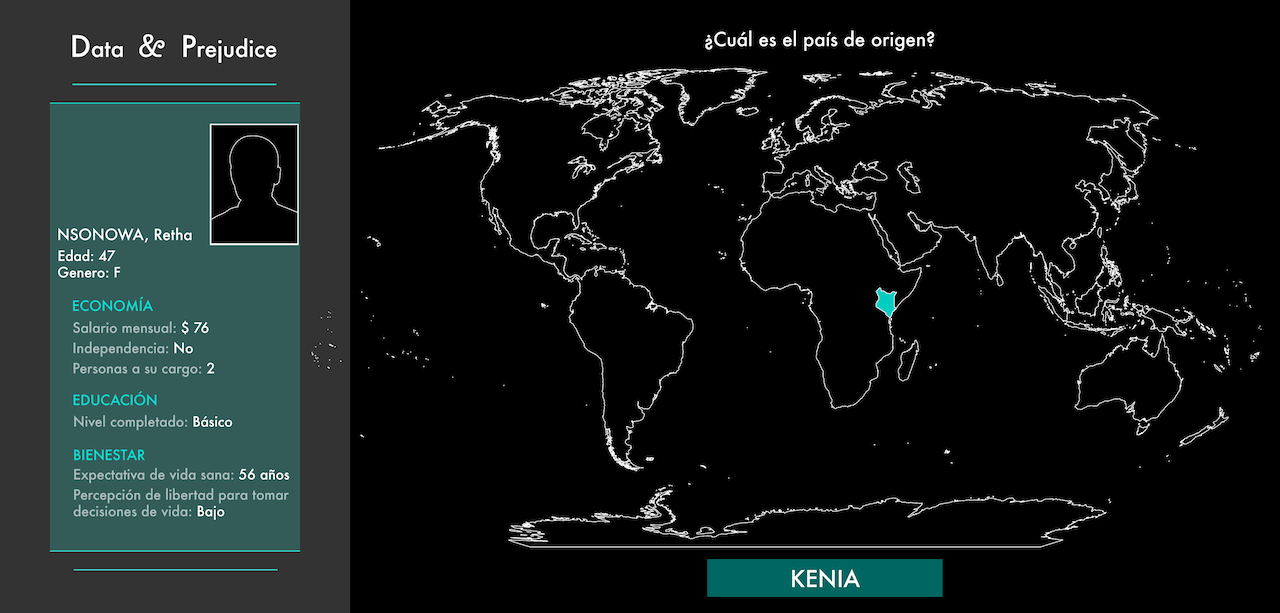 Data & Prejudice
¿Cuál es el país de origen?
NSONOWA, Retha
Edad: 47
Genero: F
ECONOMÍA
Salario mensual: $ 76
Independencia: No
Personas a su cargo: 2
EDUCACIÓN
Nivel completado: Básico
BIENESTAR
Expectativa de vida sana: 56 años
Percepción de libertad para tomar
decisiones de vida: Bajo
KENIA